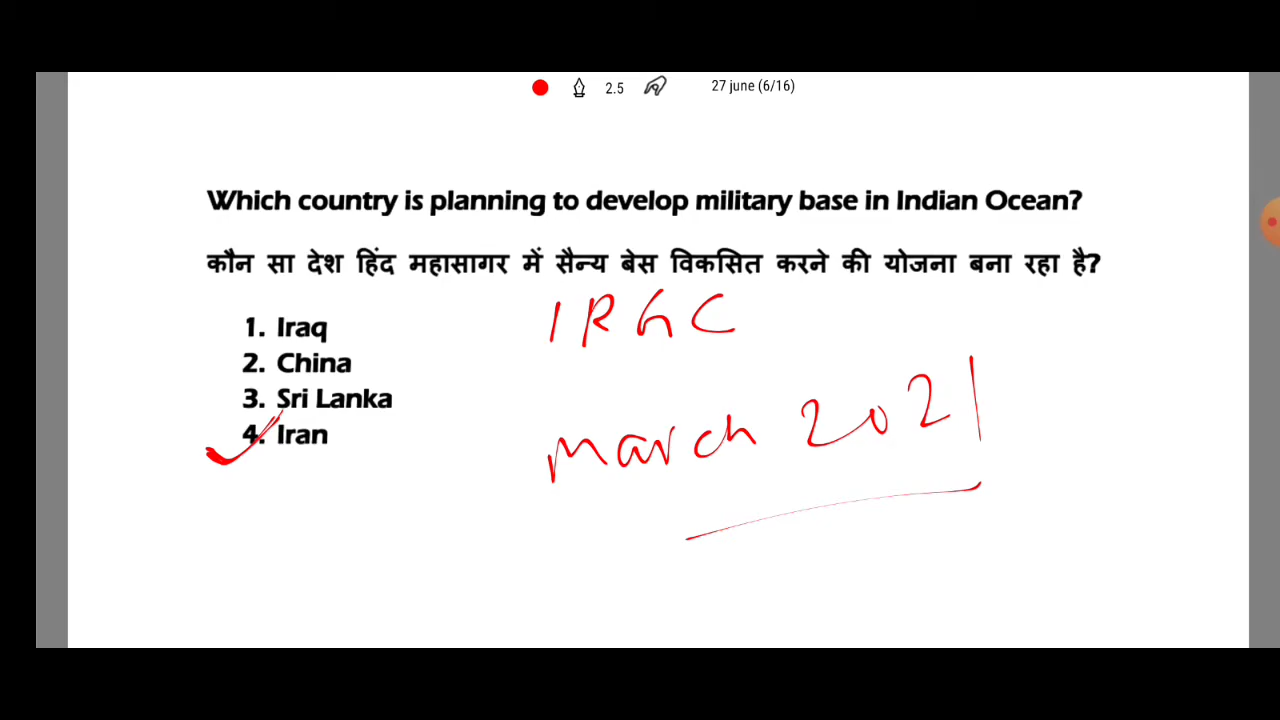 2.5 27 june (6/16)
Which country is planning to develop military base in Indian Ocean?
कौन सा देश हिंद महासागर में सैन्य बेस विकसित करने की योजना बना रहा है?
IRGC
1. Iraq
2. China
3. Sri Lanka
4. Iran
March 2021